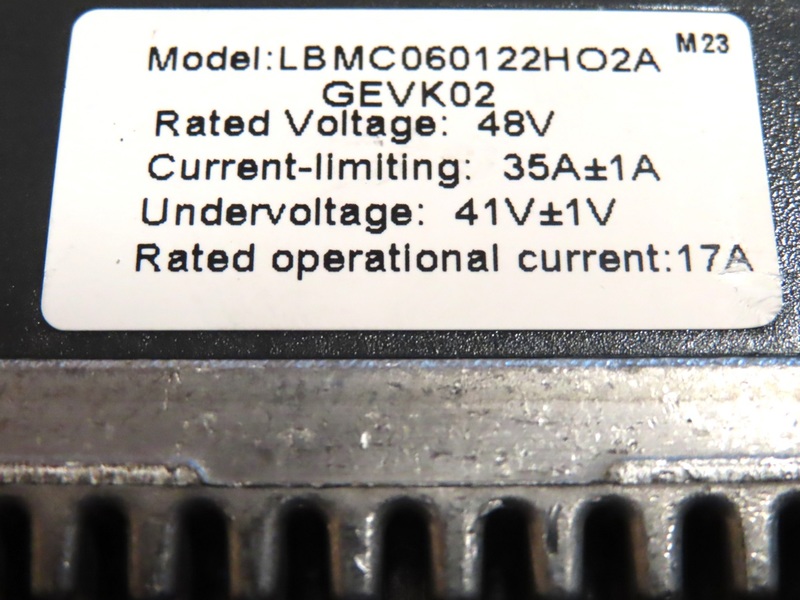 M23
Model:LBMC060122HO2A
GEVK02
Rated Voltage: 48V
Current-limiting: 35A±1A
Undervoltage: 41V±1V
Rated operational current:17A